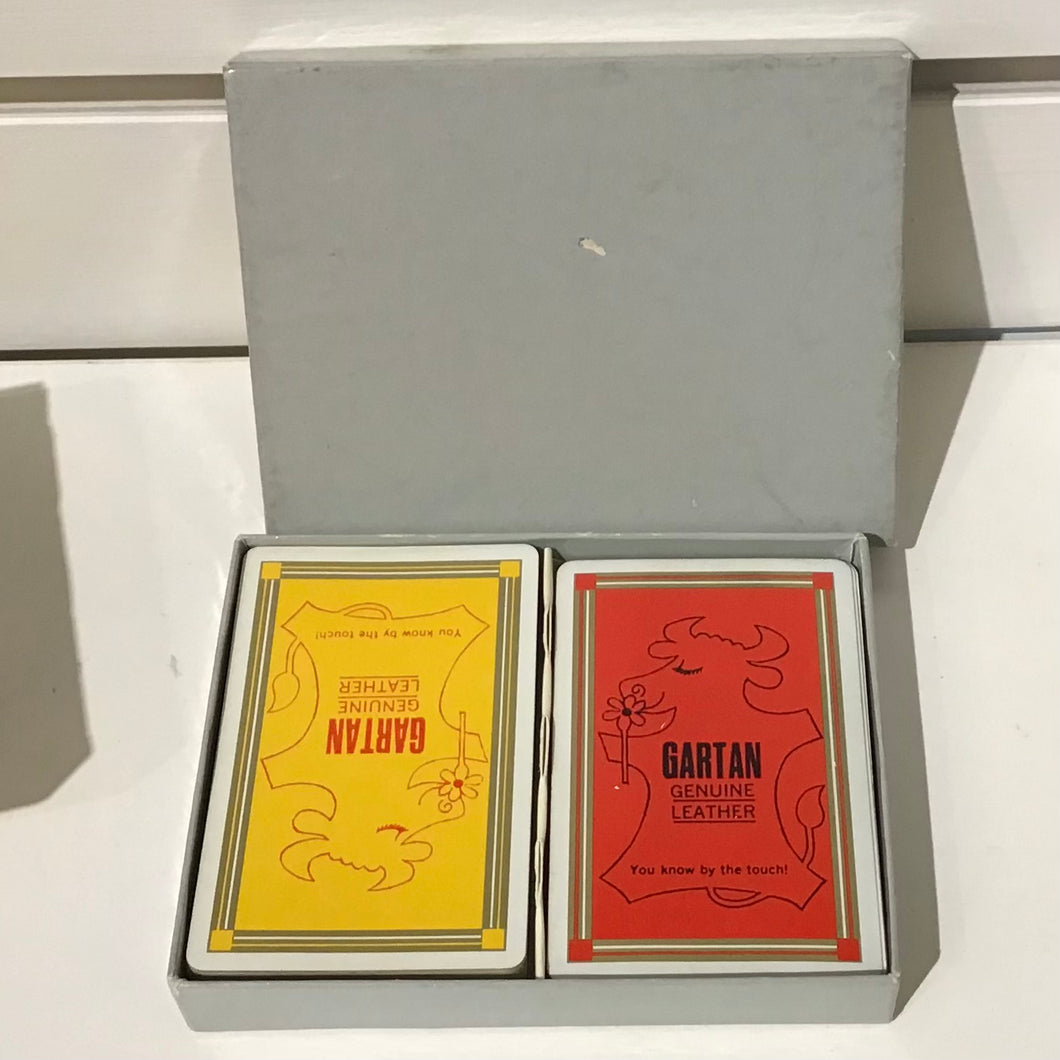 GARTAN
GENUINE
LEATHER
You know by the touch!
GARTAN
GENUINE
LEATHER
You know by the touch!